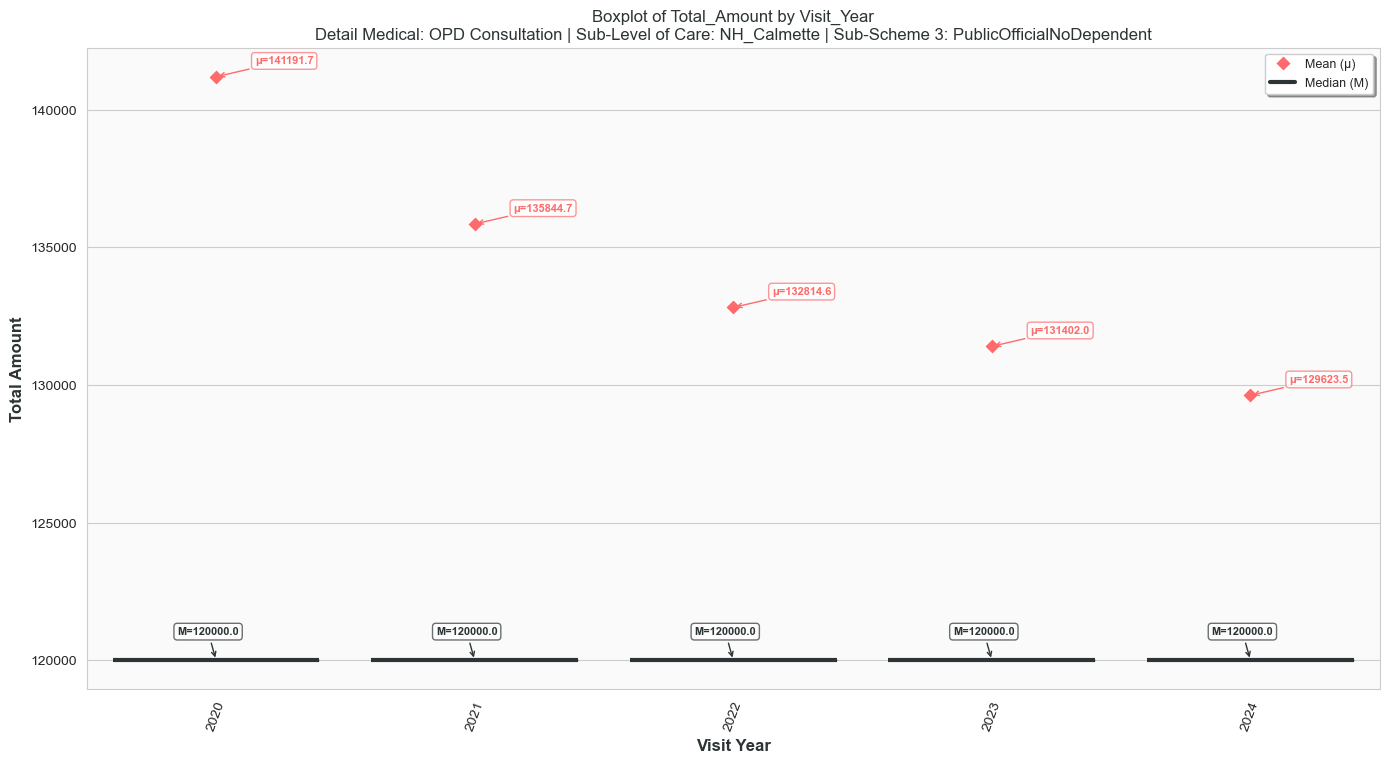 Boxplot of Total_Amount by Visit_Year
Detail Medical: OPD Consultation | Sub-Level of Care: NH_Calmette | Sub-Scheme 3: PublicOfficialNoDependent
Mean (μ)
Median (M)
μ=141191.7
μ=135844.7
μ=132814.6
μ=131402.0
μ=129623.5
M=120000.0
M=120000.0
M=120000.0
M=120000.0
M=120000.0
140000
135000
130000
125000
120000
Total Amount
2020
2021
2022
2023
2024
Visit Year